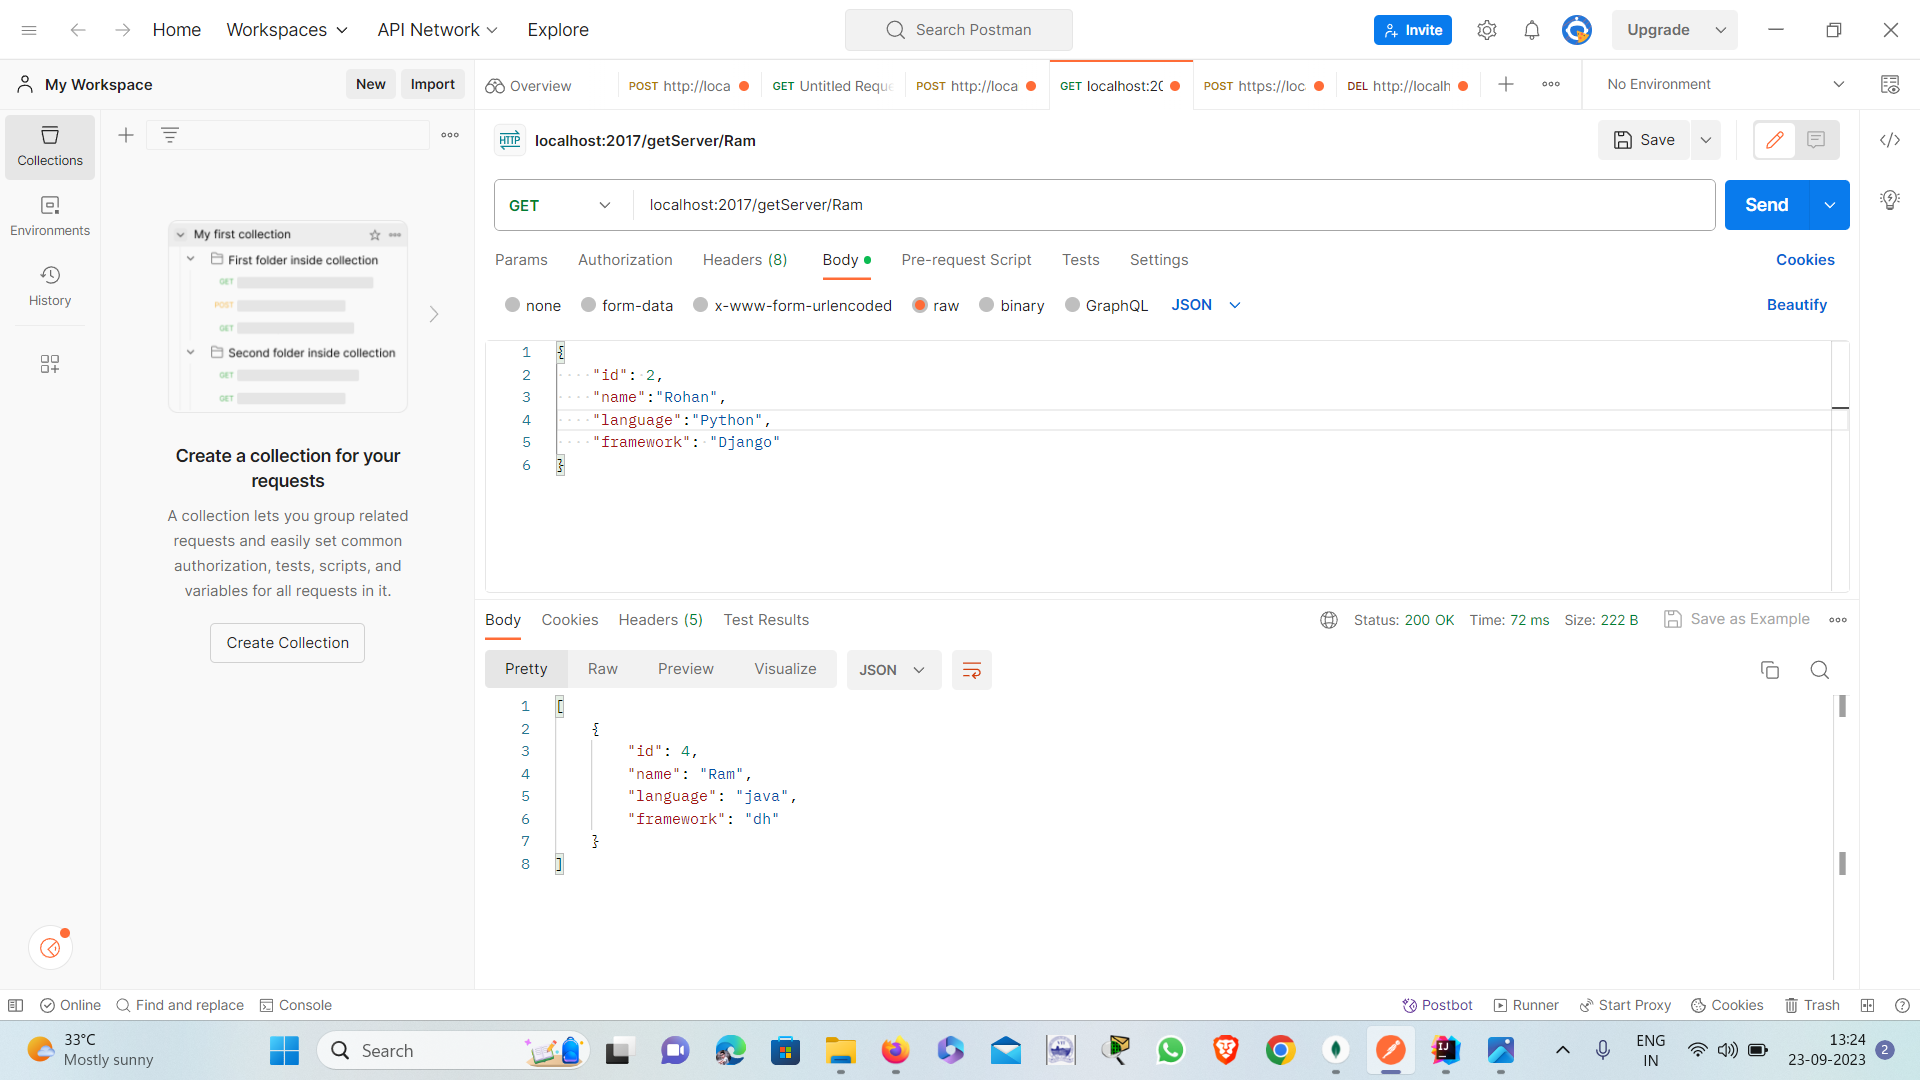 Home Workspaces API Network Explore Search Postman Invite Upgrade
My Workspace New Import Overview POST http://loca GET Untitled Reque POST http://loca GET localhost:20 POST https://loc DEL http://localh No Environment
Collections
Environments
History
My first collection
First folder inside collection
GET
POST
GET
Second folder inside collection
GET
GET
Create a collection for your
requests
A collection lets you group related
requests and easily set common
authorization, tests, scripts, and
variables for all requests in it.
Create Collection
HTTP localhost:2017/getServer/Ram Save
GET localhost:2017/getServer/Ram Send
Params Authorization Headers (8) Body Pre-request Script Tests Settings Cookies
none form-data x-www-form-urlencoded raw binary GraphQL JSON Beautify
1 {
2 "id": 2,
3 "name":"Rohan",
4 "language":"Python",
5 "framework": "Django"
6 }
Body Cookies Headers (5) Test Results Status: 200 OK Time: 72 ms Size: 222 B Save as Example
Pretty Raw Preview Visualize JSON
1 [
2 {
3 "id": 4,
4 "name": "Ram",
5 "language": "java",
6 "framework": "dh"
7 }
8 ]
Online Find and replace Console Postbot Runner Start Proxy Cookies Trash
33°C
Mostly sunny
Search
ENG
IN
13:24
23-09-2023
2